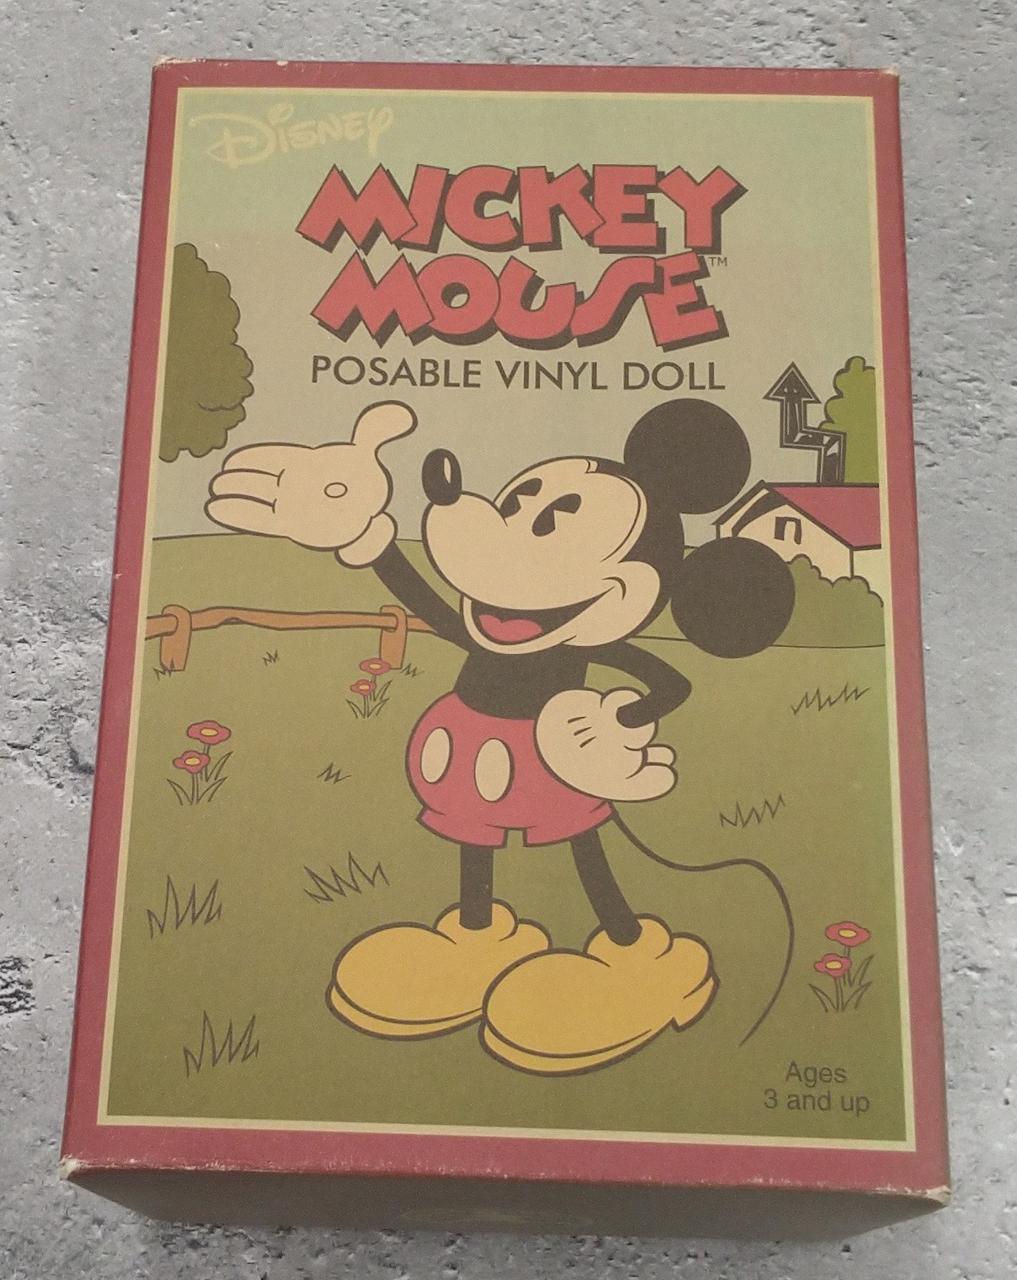 Disney
MICKEY
MOUSE™
POSABLE VINYL DOLL
Ages
3 and up